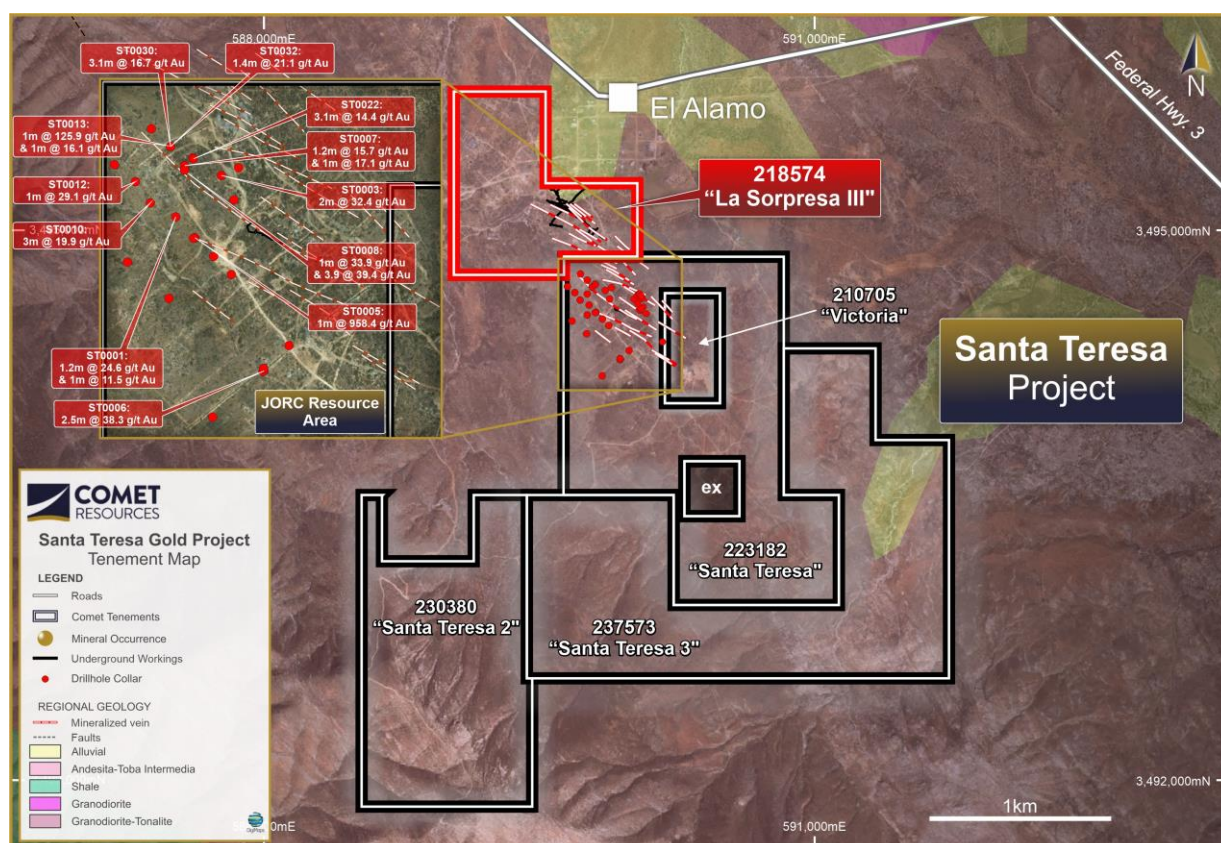 588,000mE
591,000mE
Federal Hwy. 3
N
El Alamo
ST0030:
3.1m @ 16.7 g/t Au
ST0032:
1.4m @ 21.1 g/t Au
ST0022:
3.1m @ 14.4 g/t Au
ST0013:
1m @ 125.9 g/t Au
& 1m @ 16.1 g/t Au
ST0007:
1.2m @ 15.7 g/t Au
& 1m @ 17.1 g/t Au
ST0012:
1m @ 29.1 g/t Au
ST0003:
2m @ 32.4 g/t Au
ST0010:
3m @ 19.9 g/t Au
ST0008:
1m @ 33.9 g/t Au
& 3.9 @ 39.4 g/t Au
ST0005:
1m @ 958.4 g/t Au
ST0001:
1.2m @ 24.6 g/t Au
& 1m @ 11.5 g/t Au
ST0006:
2.5m @ 38.3 g/t Au
JORC Resource
Area
218574
“La Sorpresa III"
3,495,000mN
210705
“Victoria"
Santa Teresa
Project
ex
223182
“Santa Teresa"
230380
“Santa Teresa 2"
237573
“Santa Teresa 3"
COMET
RESOURCES
Santa Teresa Gold Project
Tenement Map
LEGEND
Roads
Comet Tenements
Mineral Occurrence
Underground Workings
Drillhole Collar
REGIONAL GEOLOGY
Mineralized vein
Faults
Alluvial
Andesita-Toba Intermedia
Shale
Granodiorite
Granodiorite-Tonalite
3,492,000mN
1km
591,000mE